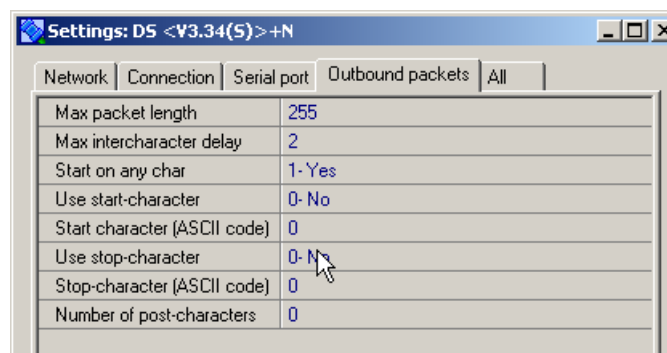 Settings: DS <V3.34(S)>+N
Network Connection Serial port Outbound packets All
Max packet length 255
Max intercharacter delay 2
Start on any char 1- Yes
Use start-character 0- No
Start character (ASCII code) 0
Use stop-character 0- No
Stop-character (ASCII code) 0
Number of post-characters 0